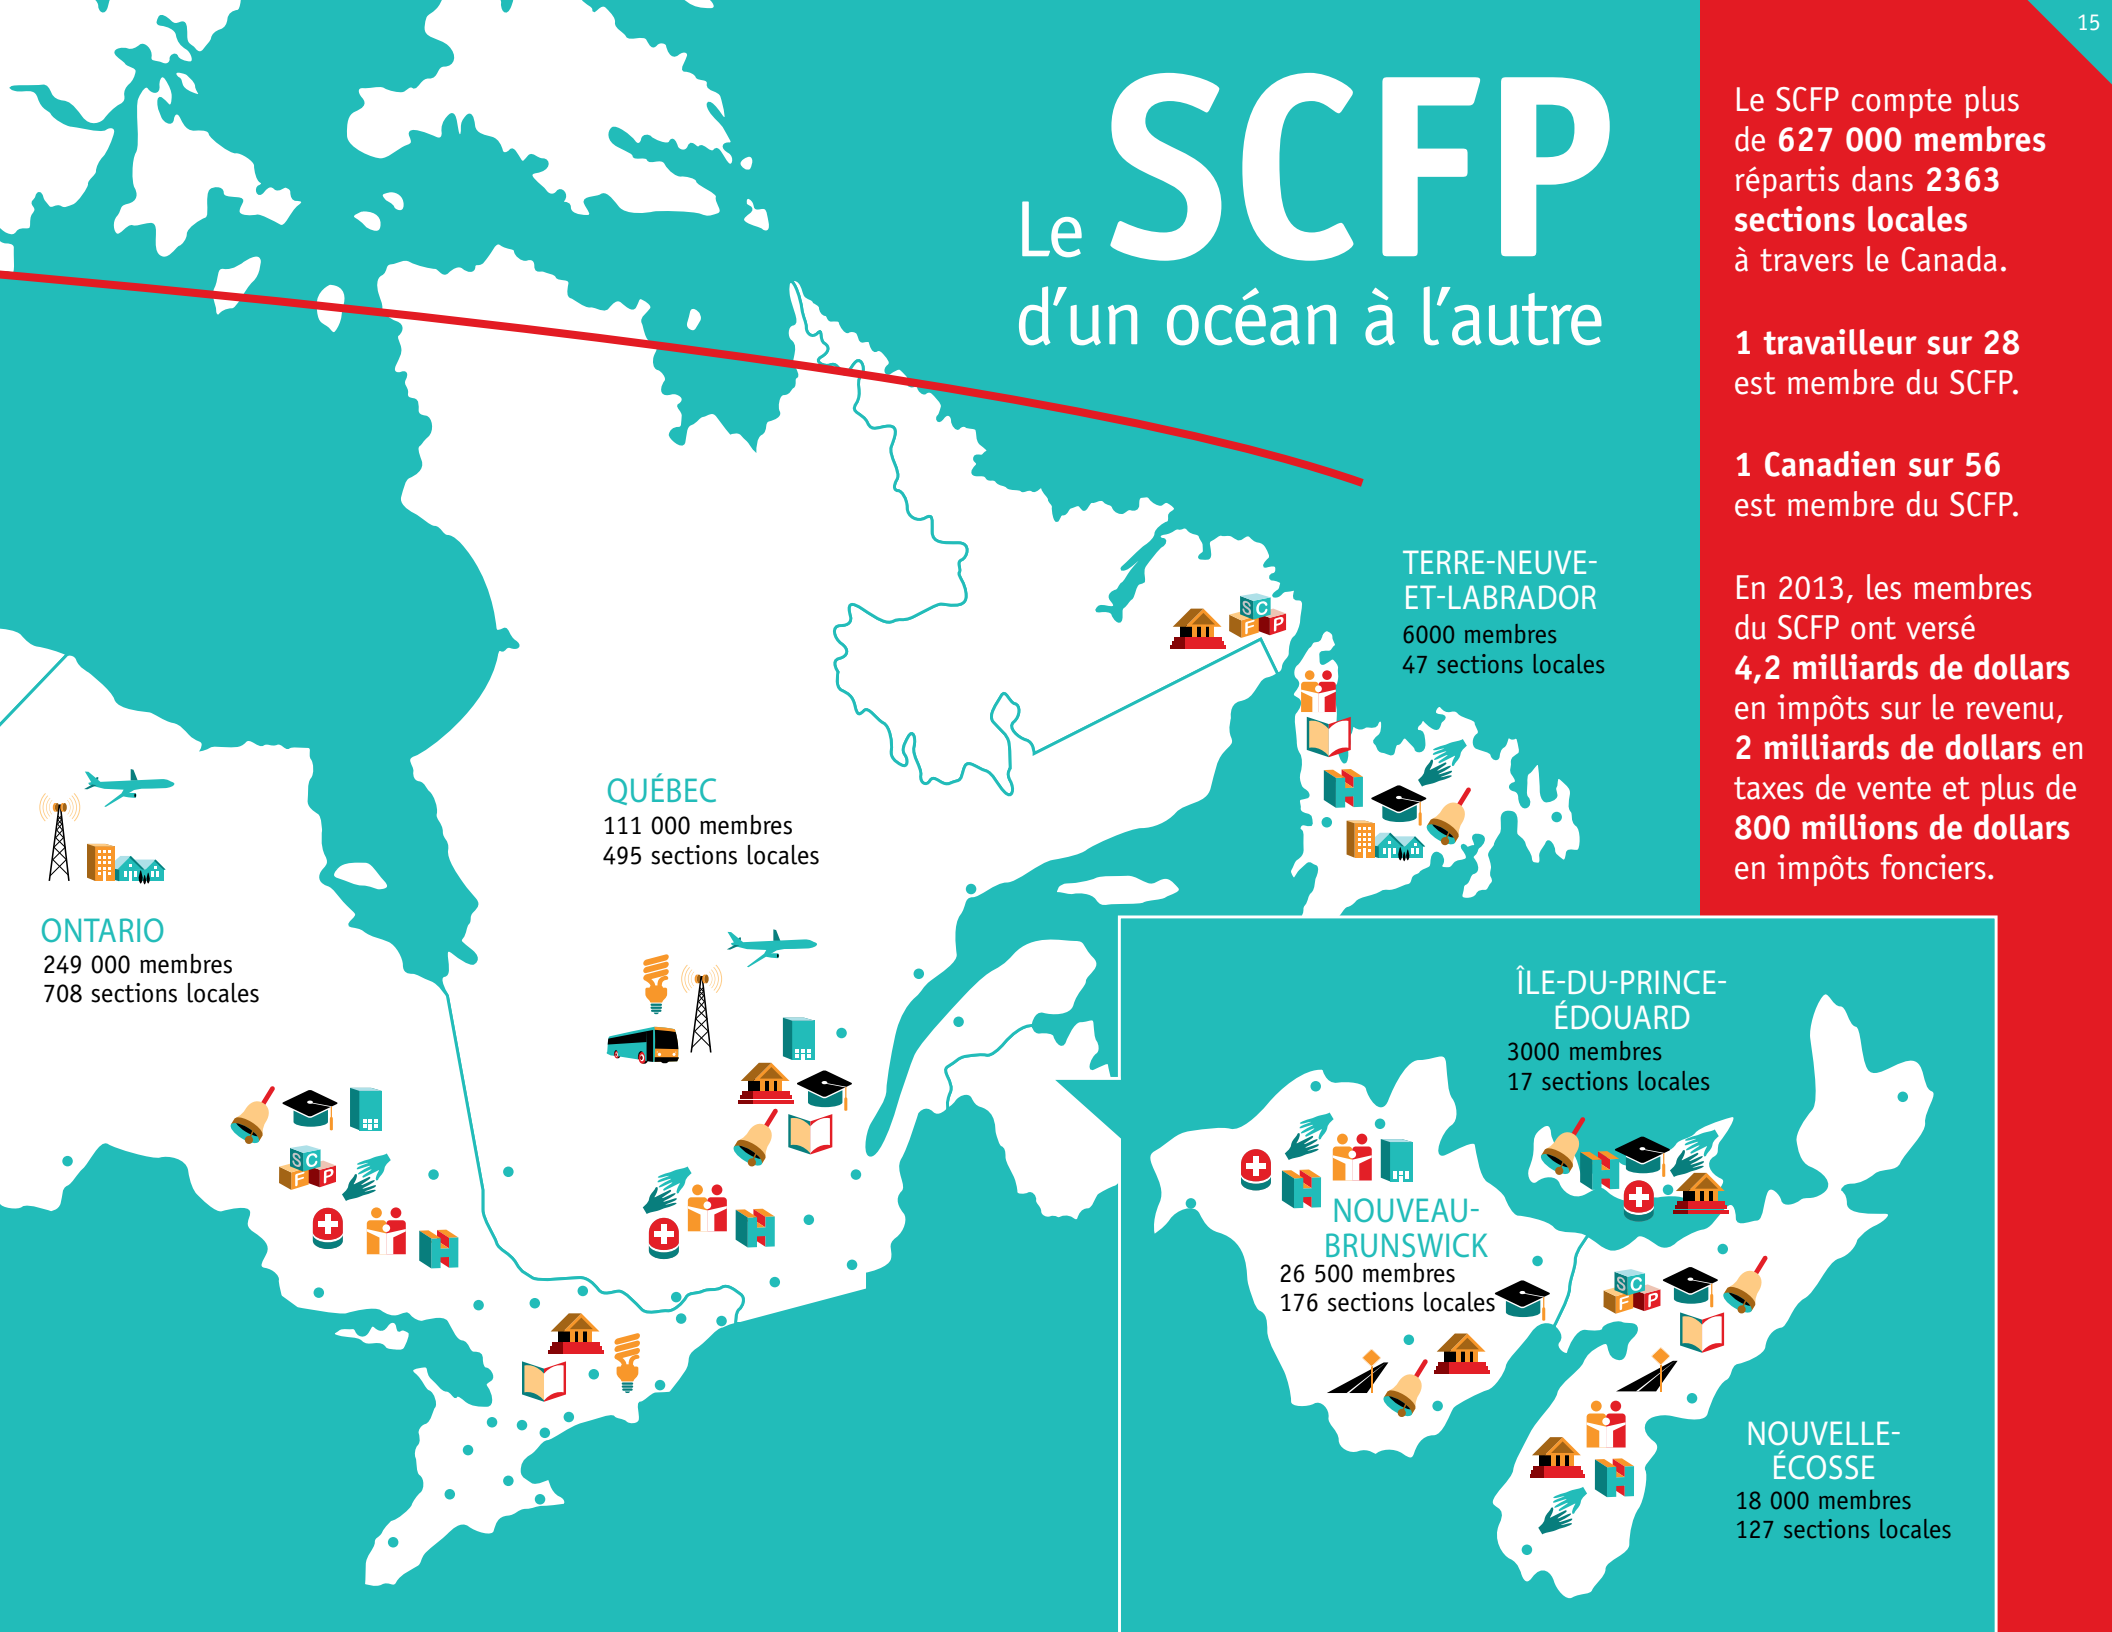 15
Le SCFP
d’un océan à l’autre
Le SCFP compte plus
de 627 000 membres
répartis dans 2363
sections locales
à travers le Canada.
1 travailleur sur 28
est membre du SCFP.
1 Canadien sur 56
est membre du SCFP.
En 2013, les membres
du SCFP ont versé
4,2 milliards de dollars
en impôts sur le revenu,
2 milliards de dollars en
taxes de vente et plus de
800 millions de dollars
en impôts fonciers.
TERRE-NEUVE-
ET-LABRADOR
6000 membres
47 sections locales
S C
F P
H
QUÉBEC
111 000 membres
495 sections locales
H
ONTARIO
249 000 membres
708 sections locales
S C
F P
H
ÎLE-DU-PRINCE-
ÉDOUARD
3000 membres
17 sections locales
H
NOUVEAU-
BRUNSWICK
26 500 membres
176 sections locales
H
S C
F P
H
NOUVELLE-
ÉCOSSE
18 000 membres
127 sections locales